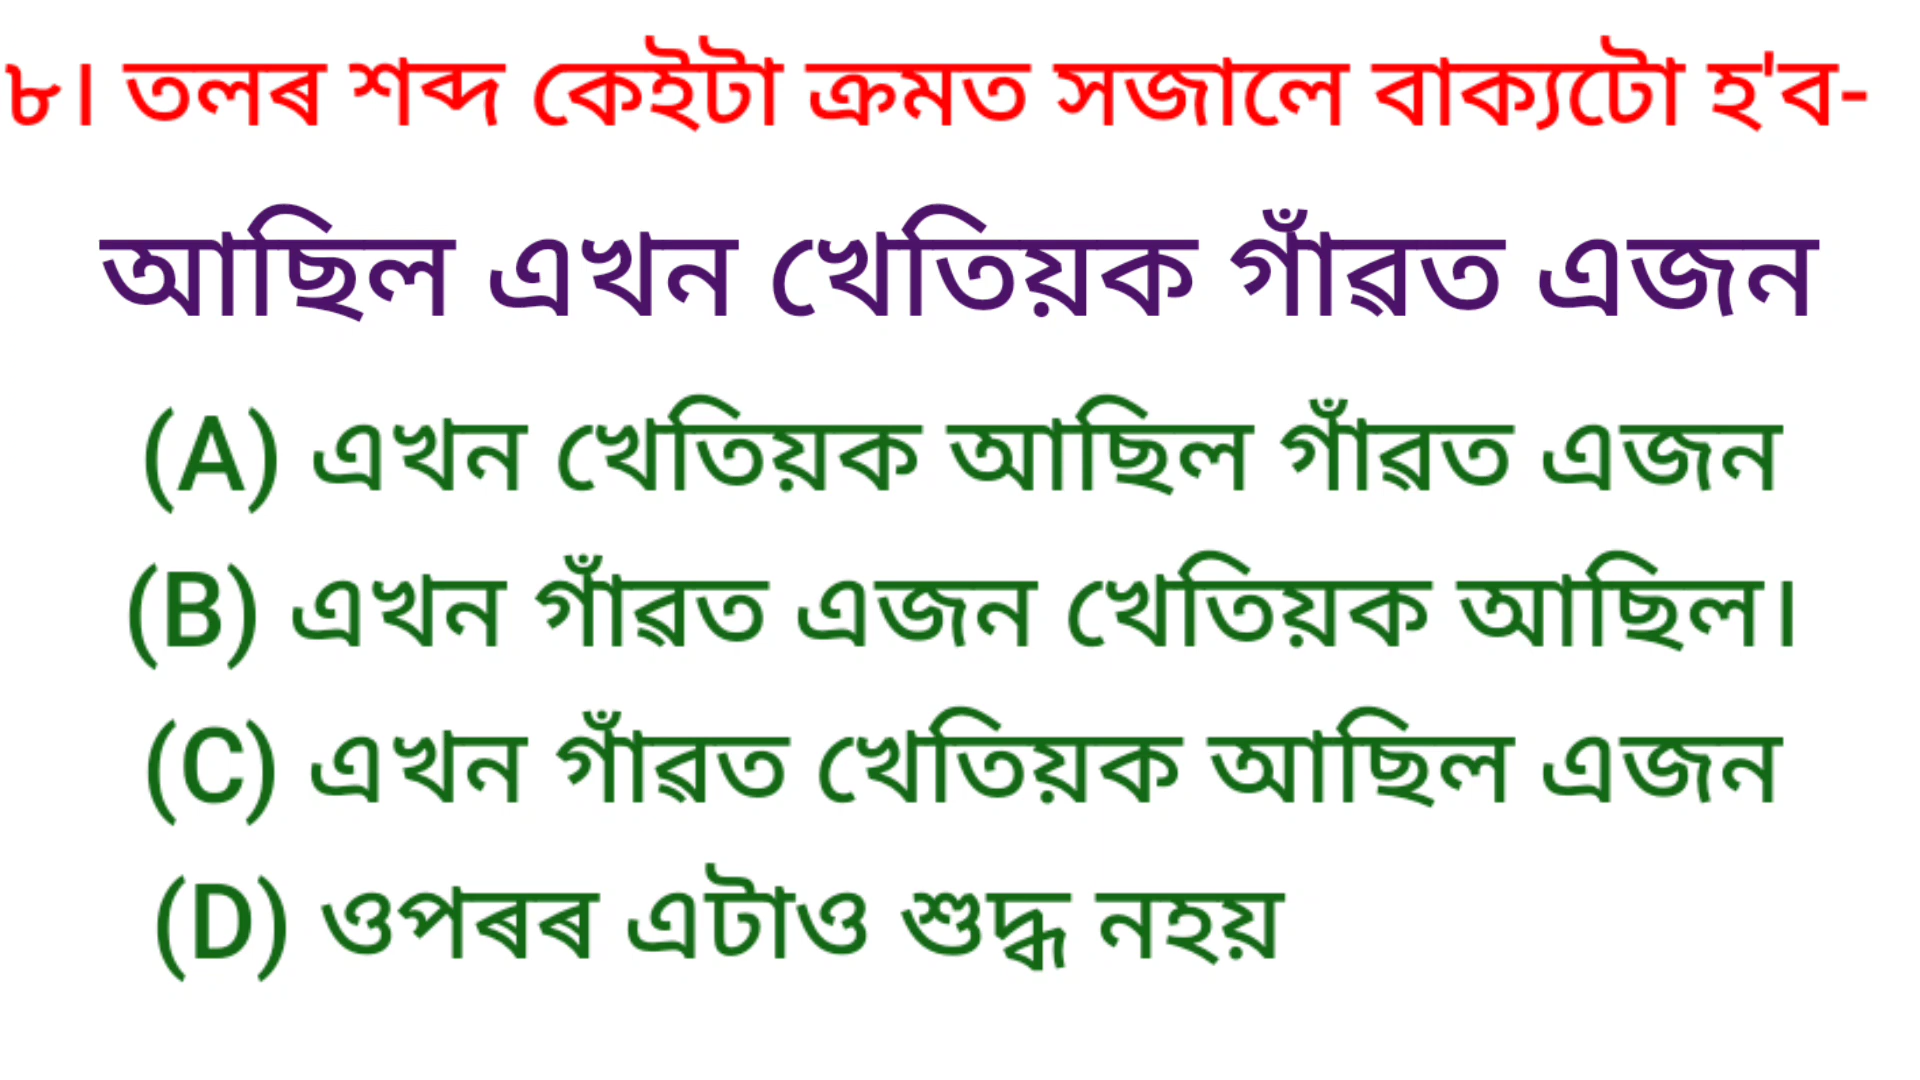 ৮। তলৰ শব্দ কেইটা ক্ৰমত সজালে বাক্যটো হ'ব-
আছিল এখন খেতিয়ক গাঁৱত এজন
(A) এখন খেতিয়ক আছিল গাঁৱত এজন
(B) এখন গাঁৱত এজন খেতিয়ক আছিল।
(C) এখন গাঁৱত খেতিয়ক আছিল এজন
(D) ওপৰৰ এটাও শুদ্ধ নহয়